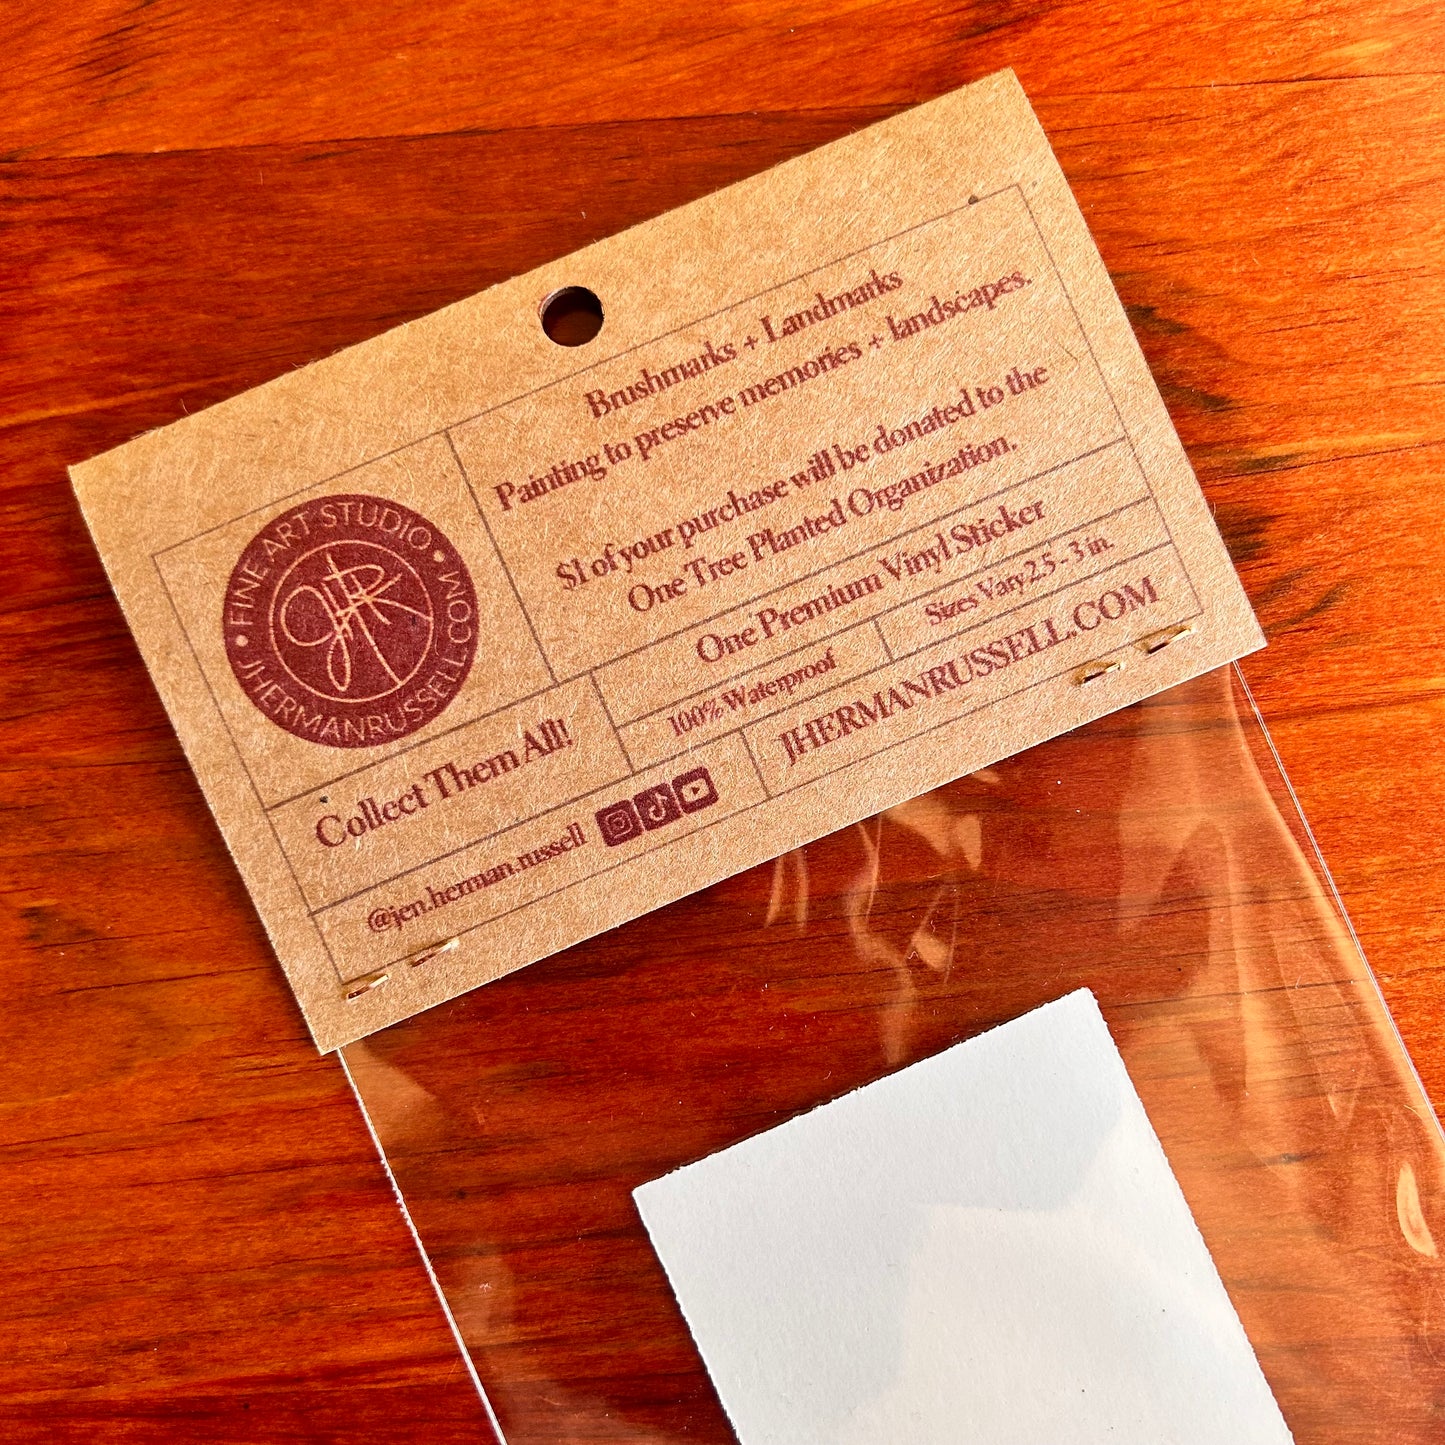 Brushmarks + Landmarks
Painting to preserve memories + landscapes.
$1 of your purchase will be donated to the
One Tree Planted Organization.
• FINE ART STUDIO •
JHERMANRUSSELL.COM
JHR
Collect Them All!
One Premium Vinyl Sticker
100% Waterproof
Sizes Vary 2.5 - 3 in.
@jen.herman.russell
JHERMANRUSSELL.COM